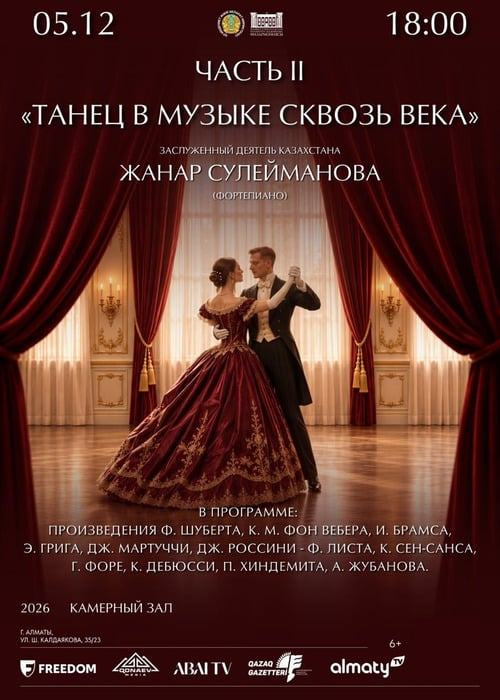 05.12
18:00
ЧАСТЬ II
«ТАНЕЦ В МУЗЫКЕ СКВОЗЬ ВЕКА»
ЗАСЛУЖЕННЫЙ ДЕЯТЕЛЬ КАЗАХСТАНА
ЖАНАР СУЛЕЙМАНОВА
(ФОРТЕПИАНО)
В ПРОГРАММЕ:
ПРОИЗВЕДЕНИЯ Ф. ШУБЕРТА, К. М. ФОН ВЕБЕРА, И. БРАМСА,
Э. ГРИГА, ДЖ. МАРТУЧЧИ, ДЖ. РОССИНИ - Ф. ЛИСТА, К. СЕН-САНСА,
Г. ФОРЕ, К. ДЕБЮССИ, П. ХИНДЕМИТА, А. ЖУБАНОВА.
2026 КАМЕРНЫЙ ЗАЛ
Г. АЛМАТЫ,
УЛ. Ш. КАЛДАЯКОВА, 35/23
6+
FREEDOM
QONAEV
MEDIA
ABAI TV
QAZAQ
GAZETTERI
almaty TV